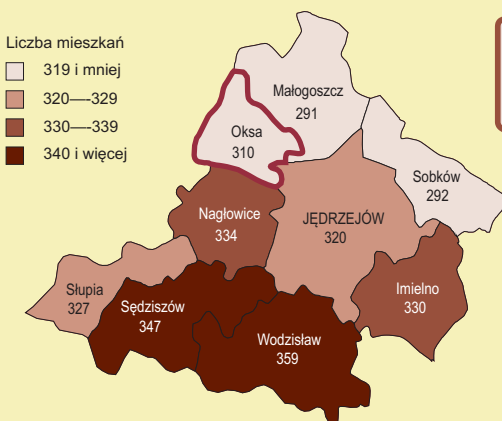 Liczba mieszkań
319 i mniej
320—-329
330—-339
340 i więcej
Małogoszcz
291
Oksa
310
Sobków
292
Nagłowice
334
JĘDRZEJÓW
320
Imielno
330
Słupia
327
Sędziszów
347
Wodzisław
359